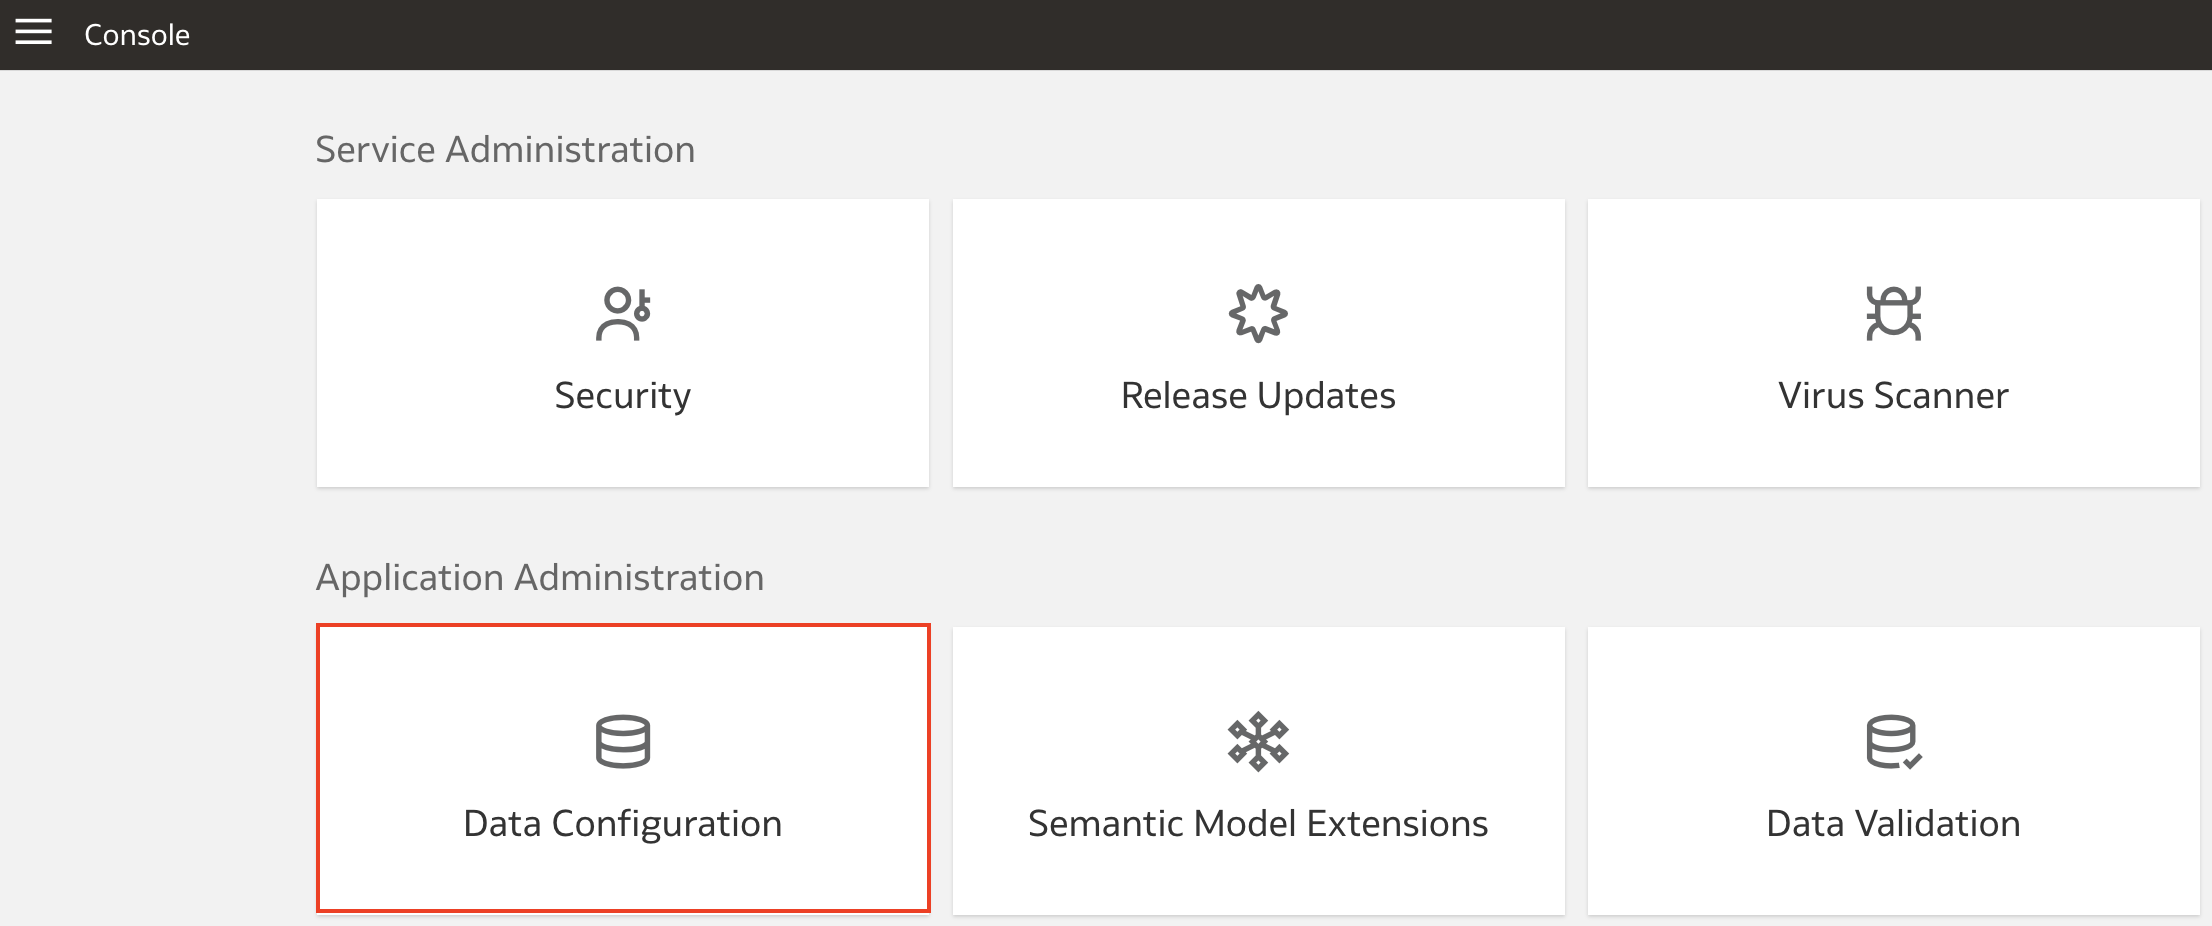 Console
Service Administration
Security
Release Updates
Virus Scanner
Application Administration
Data Configuration
Semantic Model Extensions
Data Validation